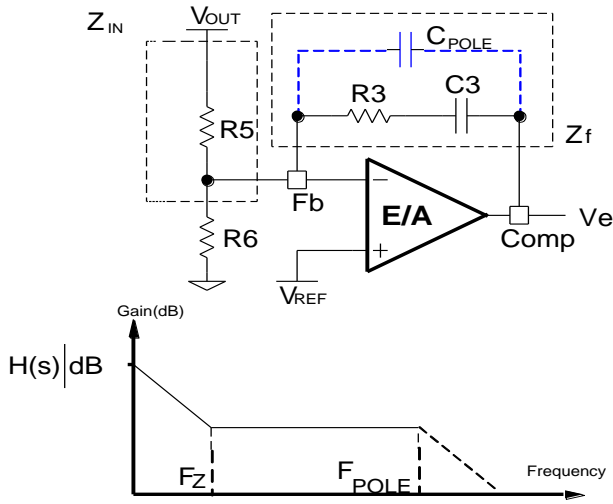 ZIN
VOUT
CPOLE
R3
C3
R5
Zf
Fb
−
E/A
Ve
R6
+
Comp
VREF
Gain(dB)
H(s)|dB
FZ
FPOLE
Frequency